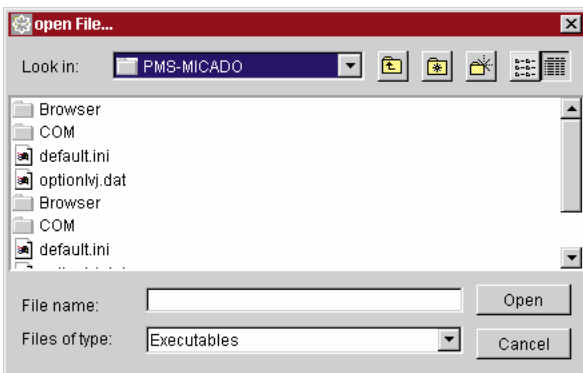 open File...
Look in: PMS-MICADO
Browser
COM
default.ini
optionlvj.dat
Browser
COM
default.ini
File name: Open
Files of type: Executables Cancel